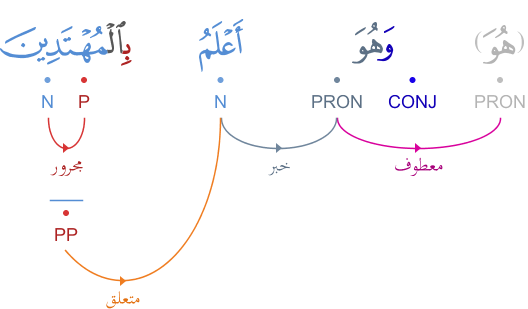 (هُوَ) وَهُوَ أَعْلَمُ بِٱلْمُهْتَدِينَ
PRON CONJ PRON N P N
معطوف خبر مجرور
PP
متعلق